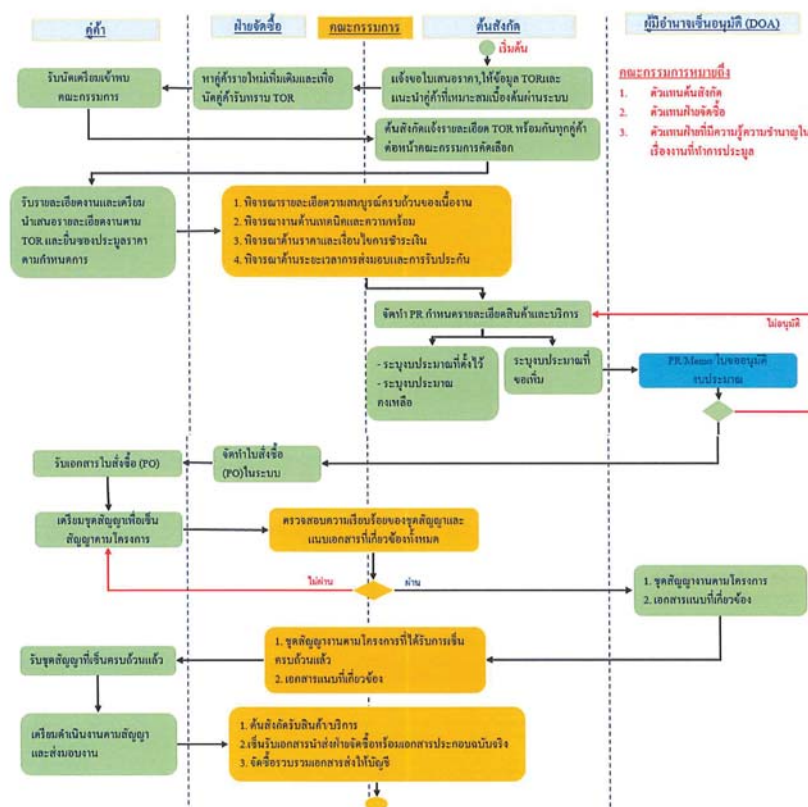 คู่ค้า
ฝ่ายจัดซื้อ
คณะกรรมการ
ต้นสังกัด
ผู้มีอำนาจเซ็นอนุมัติ (DOA)
เริ่มต้น
รับนัดเตรียมเข้าพบ
คณะกรรมการ
หาคู่ค้ารายใหม่เพิ่มเติมและเพื่อ
นัดคู่ค้ารับทราบ TOR
แจ้งขอใบเสนอราคา,ให้ข้อมูล TORและ
แนะนำคู่ค้าที่เหมาะสมเบื้องต้นผ่านระบบ
คณะกรรมการหมายถึง
1. ตัวแทนต้นสังกัด
2. ตัวแทนฝ่ายจัดซื้อ
3. ตัวแทนฝ่ายที่มีความรู้ความชำนาญใน
เรื่องงานที่ทำการประมูล
ต้นสังกัดแจ้งรายละเอียด TOR พร้อมกันทุกคู่ค้า
ต่อหน้าคณะกรรมการคัดเลือก
รับรายละเอียดงานและเตรียม
นำเสนอรายละเอียดงานตาม
TOR และยื่นซองประมูลราคา
ตามกำหนดการ
1. พิจารณารายละเอียดความสมบูรณ์ครบถ้วนของเนื้องาน
2. พิจารณางานด้านเทคนิคและความพร้อม
3. พิจารณาด้านราคาและเงื่อนไขการชำระเงิน
4. พิจารณาด้านระยะเวลาการส่งมอบและการรับประกัน
จัดทำ PR กำหนดรายละเอียดสินค้าและบริการ
ไม่อนุมัติ
- ระบุงบประมาณที่ตั้งไว้
- ระบุงบประมาณ
คงเหลือ
ระบุงบประมาณที่
ขอเพิ่ม
PR/Memo ใบขออนุมัติ
งบประมาณ
รับเอกสารใบสั่งซื้อ (PO)
จัดทำใบสั่งซื้อ
(PO)ในระบบ
เตรียมชุดสัญญาเพื่อเซ็น
สัญญาตามโครงการ
ตรวจสอบความเรียบร้อยของชุดสัญญาและ
แนบเอกสารที่เกี่ยวข้องทั้งหมด
ไม่ผ่าน
ผ่าน
1. ชุดสัญญางานตามโครงการ
2. เอกสารแนบที่เกี่ยวข้อง
รับชุดสัญญาที่เซ็นครบถ้วนแล้ว
1. ชุดสัญญางานตามโครงการที่ได้รับการเซ็น
ครบถ้วนแล้ว
2. เอกสารแนบที่เกี่ยวข้อง
เตรียมดำเนินงานตามสัญญา
และส่งมอบงาน
1. ต้นสังกัดรับสินค้า/บริการ
2.เซ็นรับเอกสารนำส่งฝ่ายจัดซื้อพร้อมเอกสารประกอบฉบับจริง
3. จัดซื้อรวบรวมเอกสารส่งให้บัญชี